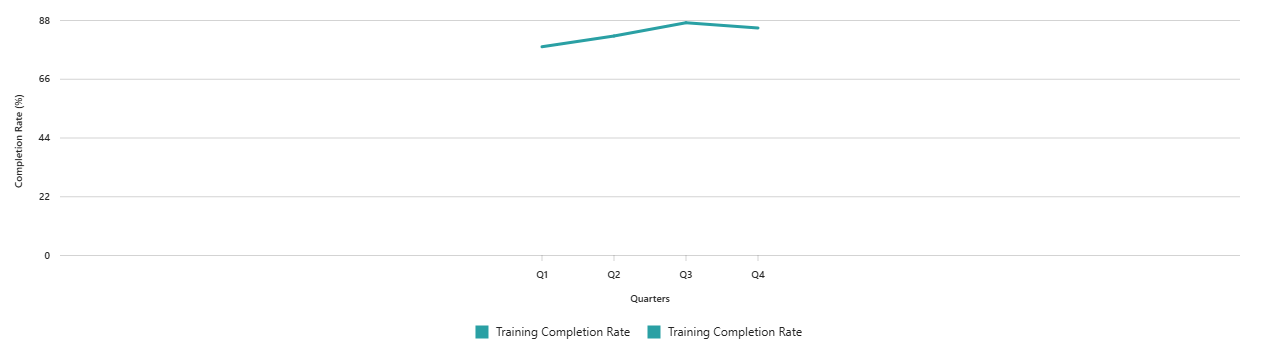 88
66
44
22
0
Completion Rate (%)
Q1 Q2 Q3 Q4
Quarters
Training Completion Rate Training Completion Rate